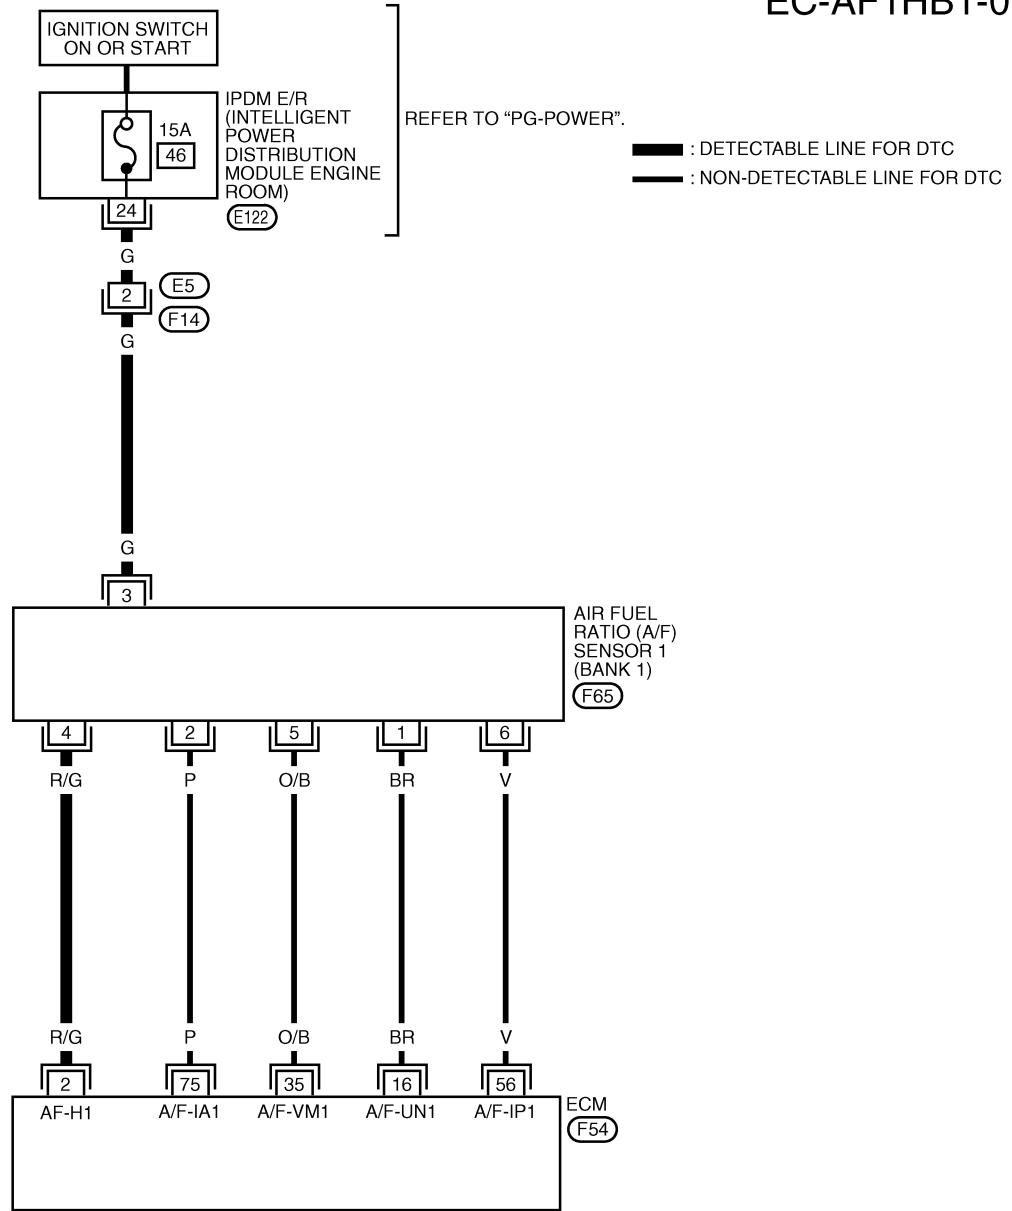 EC-AF1HB1-0
IGNITION SWITCH
ON OR START
IPDM E/R
(INTELLIGENT
POWER
DISTRIBUTION
MODULE ENGINE
ROOM)
E122
15A
46
REFER TO “PG-POWER”.
: DETECTABLE LINE FOR DTC
: NON-DETECTABLE LINE FOR DTC
24
G
2
E5
F14
G
G
3
AIR FUEL
RATIO (A/F)
SENSOR 1
(BANK 1)
F65
4 2 5 1 6
R/G P O/B BR V
R/G P O/B BR V
2 75 35 16 56
AF-H1 A/F-IA1 A/F-VM1 A/F-UN1 A/F-IP1
ECM
F54